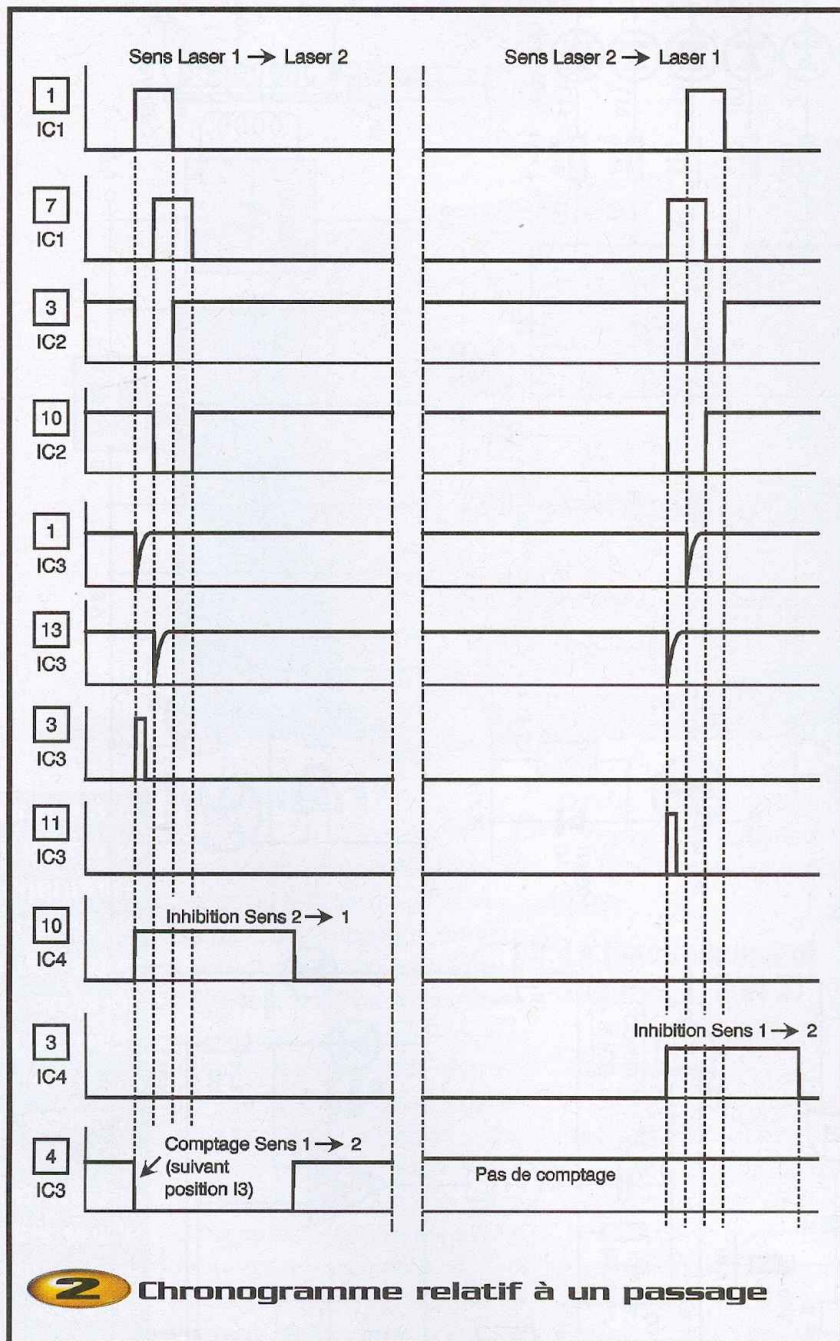 Sens Laser 1 → Laser 2
Sens Laser 2 → Laser 1
1
IC1
7
IC1
3
IC2
10
IC2
1
IC3
13
IC3
3
IC3
11
IC3
10
IC4
Inhibition Sens 2 → 1
3
IC4
Inhibition Sens 1 → 2
4
IC3
Comptage Sens 1 → 2
(suivant
position I3)
Pas de comptage
2 Chronogramme relatif à un passage